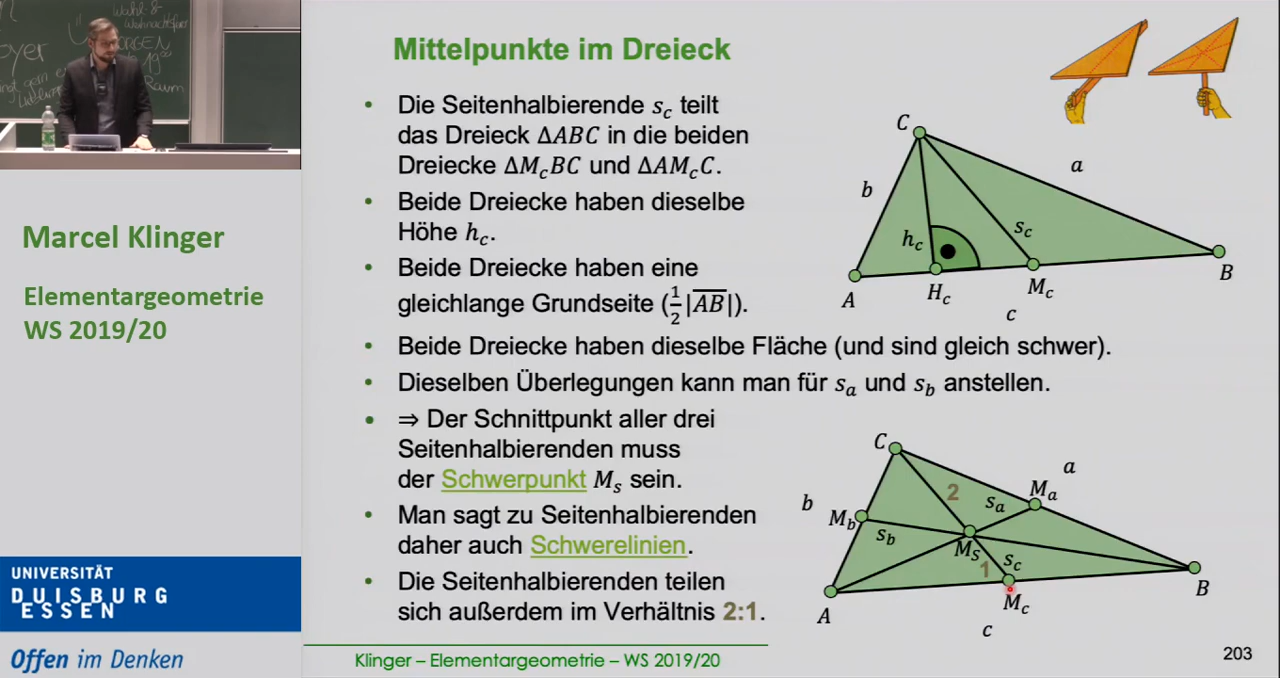 Wahl &
Weihnachtsfeier
eyer
ORGEN
Raum
Marcel Klinger
Elementargeometrie
WS 2019/20
UNIVERSITÄT
DUISBURG
ESSEN
Offen im Denken
Mittelpunkte im Dreieck
• Die Seitenhalbierende s_c teilt
das Dreieck ΔABC in die beiden
Dreiecke ΔM_cBC und ΔAM_cC.
• Beide Dreiecke haben dieselbe
Höhe h_c.
• Beide Dreiecke haben eine
gleichlange Grundseite (1/2|A̅B̅|).
• Beide Dreiecke haben dieselbe Fläche (und sind gleich schwer).
• Dieselben Überlegungen kann man für s_a und s_b anstellen.
• ⇒ Der Schnittpunkt aller drei
Seitenhalbierenden muss
der Schwerpunkt M_s sein.
• Man sagt zu Seitenhalbierenden
daher auch Schwerelinien.
• Die Seitenhalbierenden teilen
sich außerdem im Verhältnis 2:1.
C
a
b
h_c
s_c
A
H_c
M_c
B
c
C
a
b
2
s_a
M_a
M_b
s_b
M_s
1
s_c
A
M_c
B
c
Klinger – Elementargeometrie – WS 2019/20
203